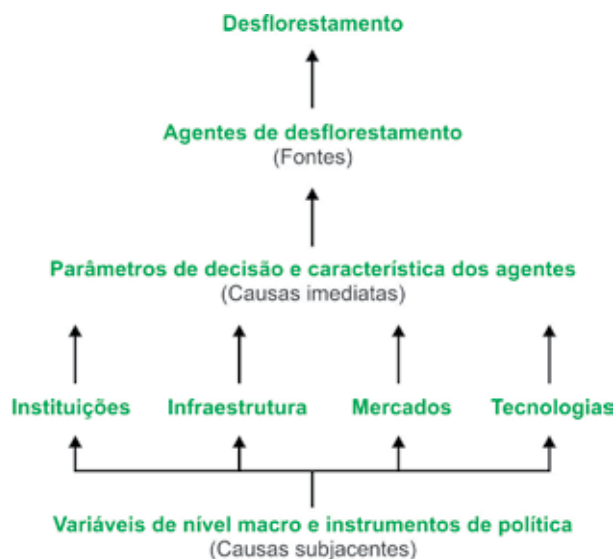 Desflorestamento
Agentes de desflorestamento
(Fontes)
Parâmetros de decisão e característica dos agentes
(Causas imediatas)
Instituições Infraestrutura Mercados Tecnologias
Variáveis de nível macro e instrumentos de política
(Causas subjacentes)